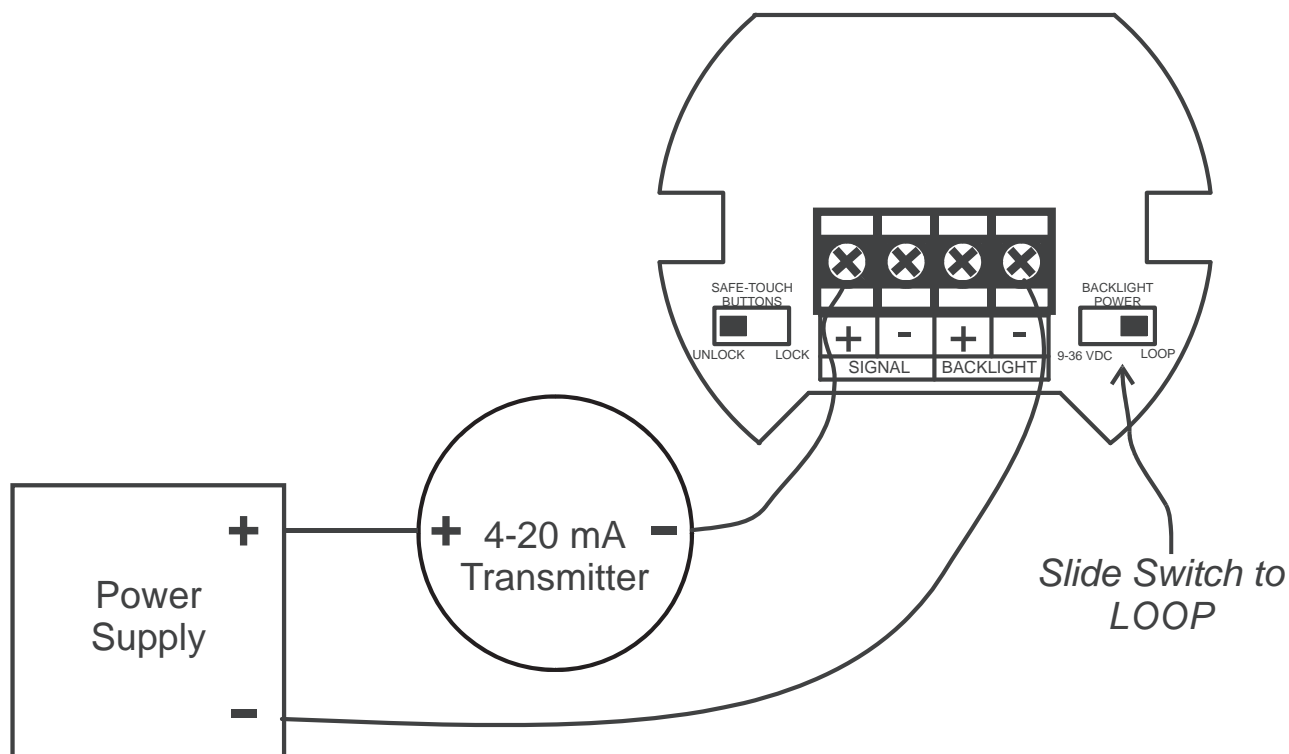 SAFE-TOUCH
BUTTONS
UNLOCK LOCK
+ - + -
SIGNAL BACKLIGHT
BACKLIGHT
POWER
9-36 VDC LOOP
+
Power
Supply
-
+ 4-20 mA -
Transmitter
Slide Switch to
LOOP